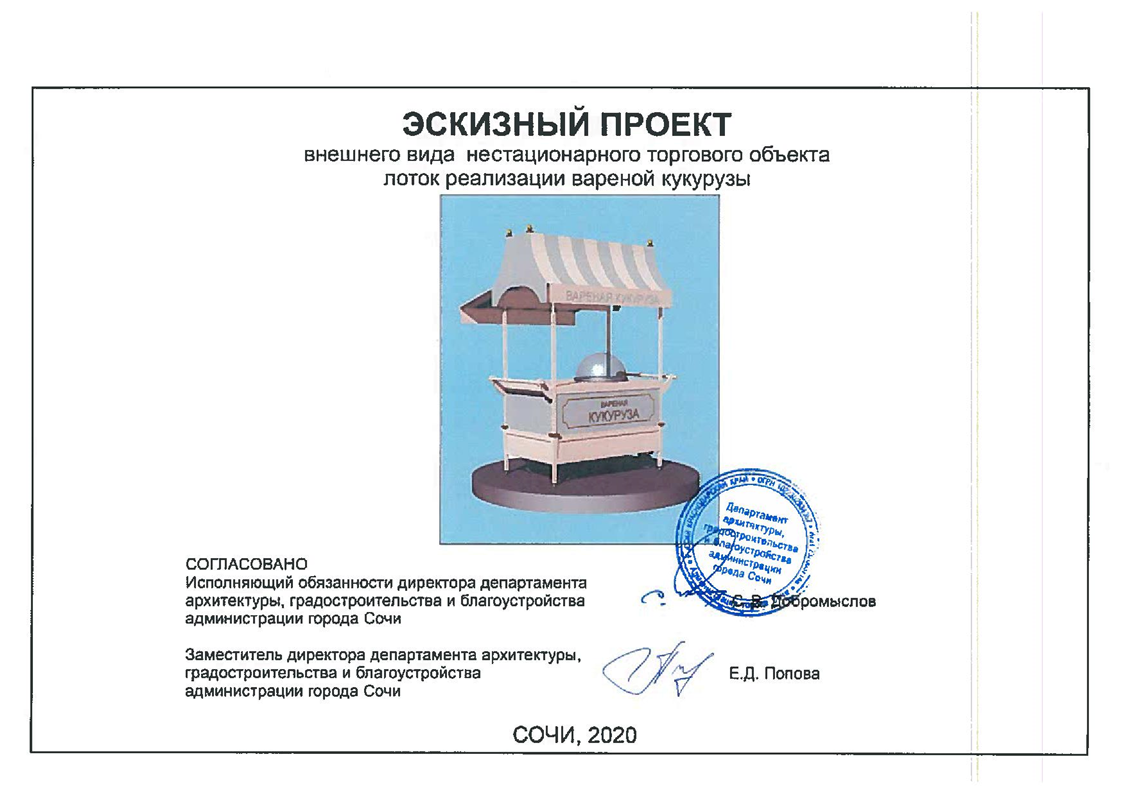 ЭСКИЗНЫЙ ПРОЕКТ
внешнего вида нестационарного торгового объекта
лоток реализации вареной кукурузы
ВАРЕНАЯ КУКУРУЗА
ВАРЕНАЯ
КУКУРУЗА
Департамент
архитектуры,
градостроительства
и благоустройства
администрации
города Сочи
СОГЛАСОВАНО
Исполняющий обязанности директора департамента
архитектуры, градостроительства и благоустройства
администрации города Сочи
С. В. Добромыслов
Заместитель директора департамента архитектуры,
градостроительства и благоустройства
администрации города Сочи
Е.Д. Попова
СОЧИ, 2020